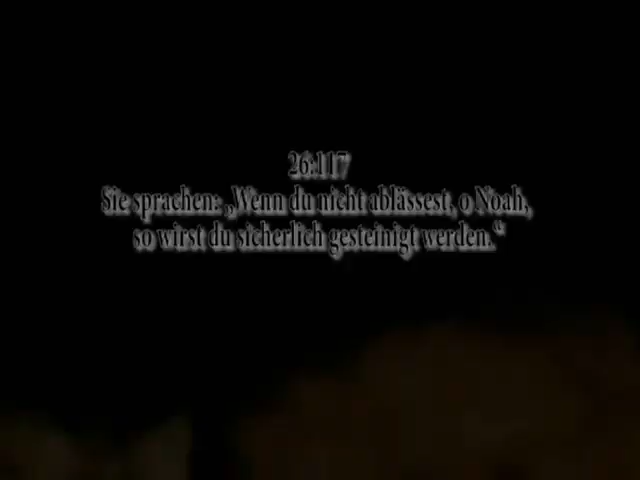 26:117
Sie sprachen: „Wenn du nicht ablässest, o Noah,
so wirst du sicherlich gesteinigt werden.“